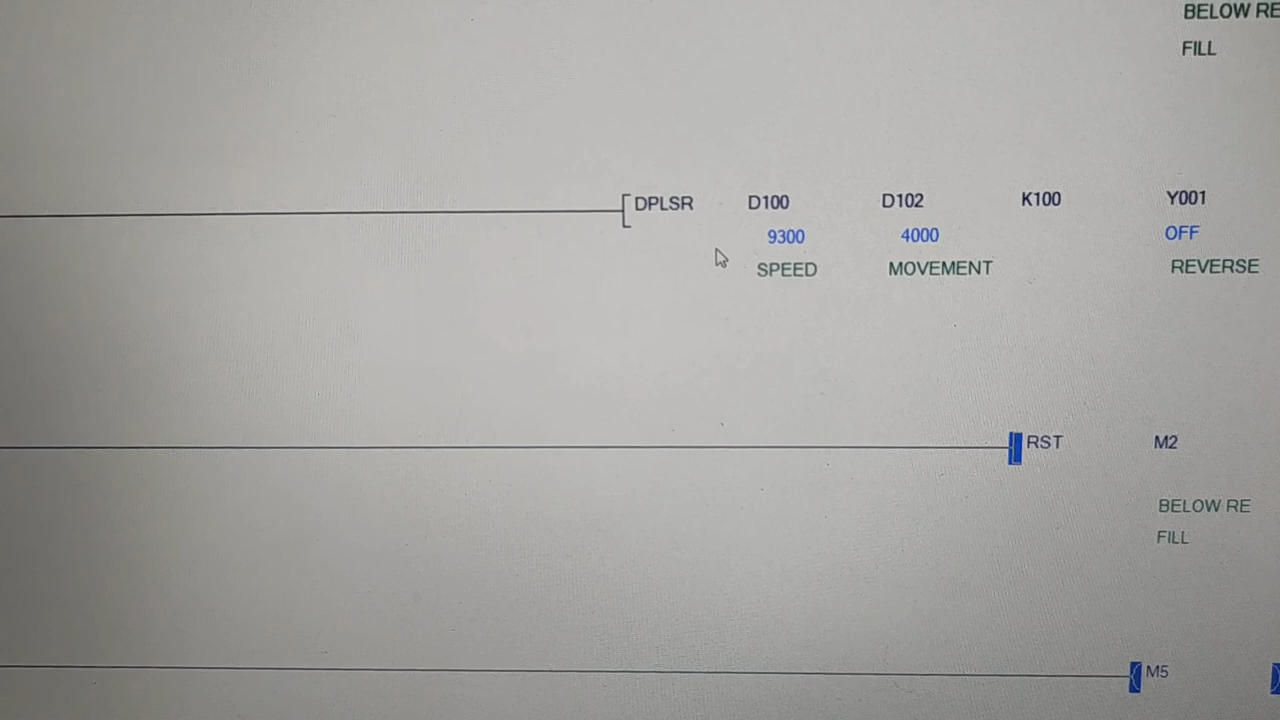 BELOW RE
FILL
DPLSR D100 D102 K100 Y001
9300 4000 OFF
SPEED MOVEMENT REVERSE
RST M2
BELOW RE
FILL
M5